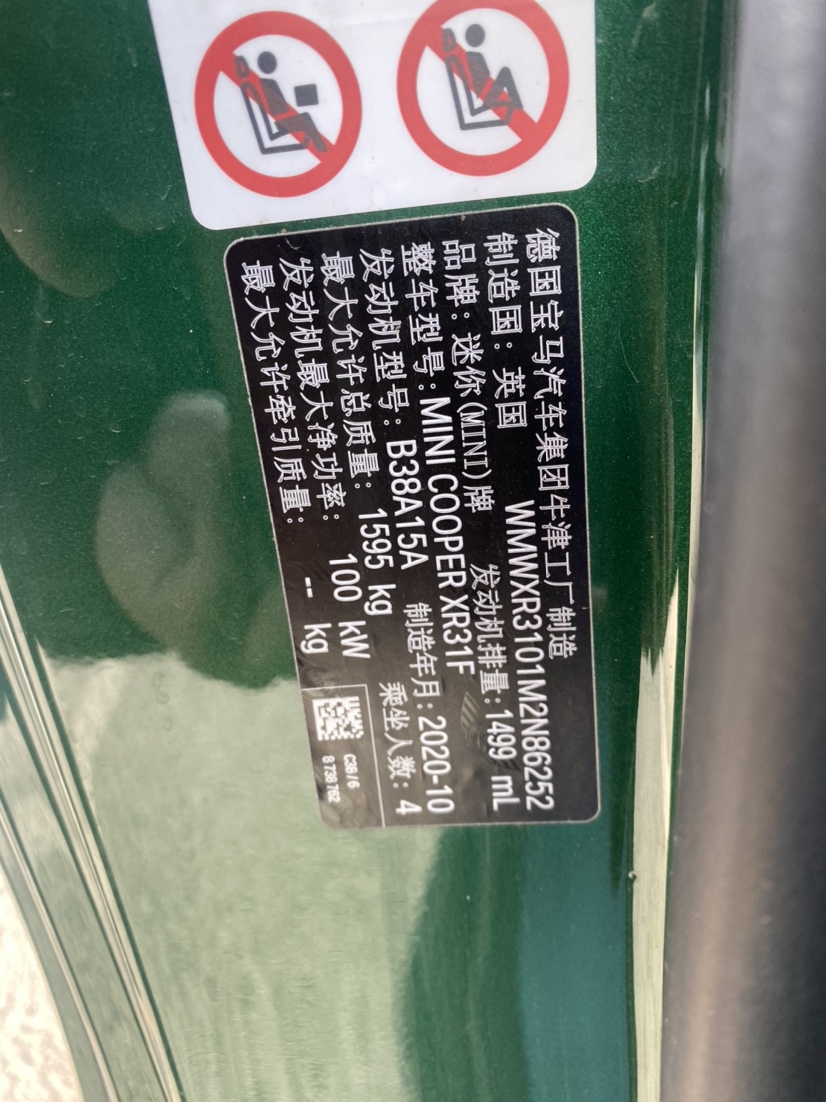 德国宝马汽车集团牛津工厂制造
制造国：英国 WMWXR3101M2N86252
品牌：迷你(MINI)牌 发动机排量：1499 mL
整车型号：MINI COOPER XR31F
发动机型号：B38A15A 制造年月：2020-10
最大允许总质量：1595 kg 乘坐人数：4
发动机最大净功率：100 kW
最大允许牵引质量：-- kg
C36/6
8 738 762